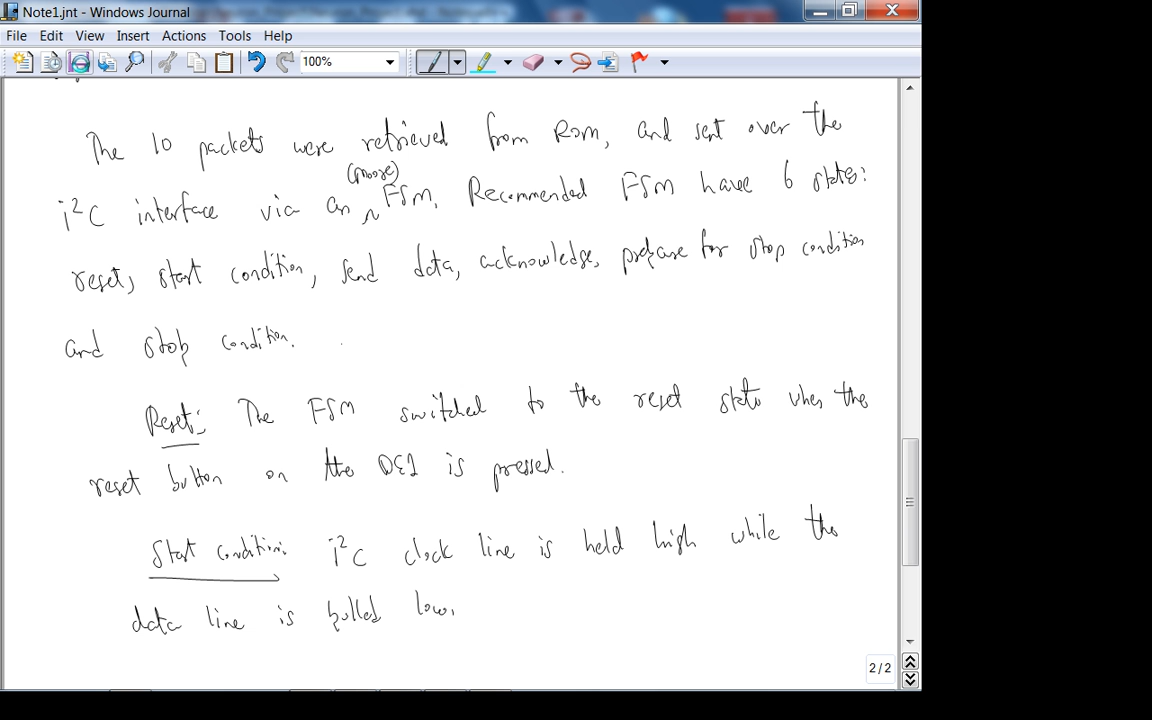 Note1.jnt - Windows Journal
File Edit View Insert Actions Tools Help
100%
The 10 packets were retrieved from ROM, and sent over the
(moore)
i²C interface via an ^ FSM. Recommended FSM have 6 states:
reset, start condition, send data, acknowledge, prepare for stop condition
and stop condition.
Reset: The FSM switched to the reset state when the
reset button on the DE2 is pressed.
Start condition: i²C clock line is held high while the
data line is pulled low.
2/2